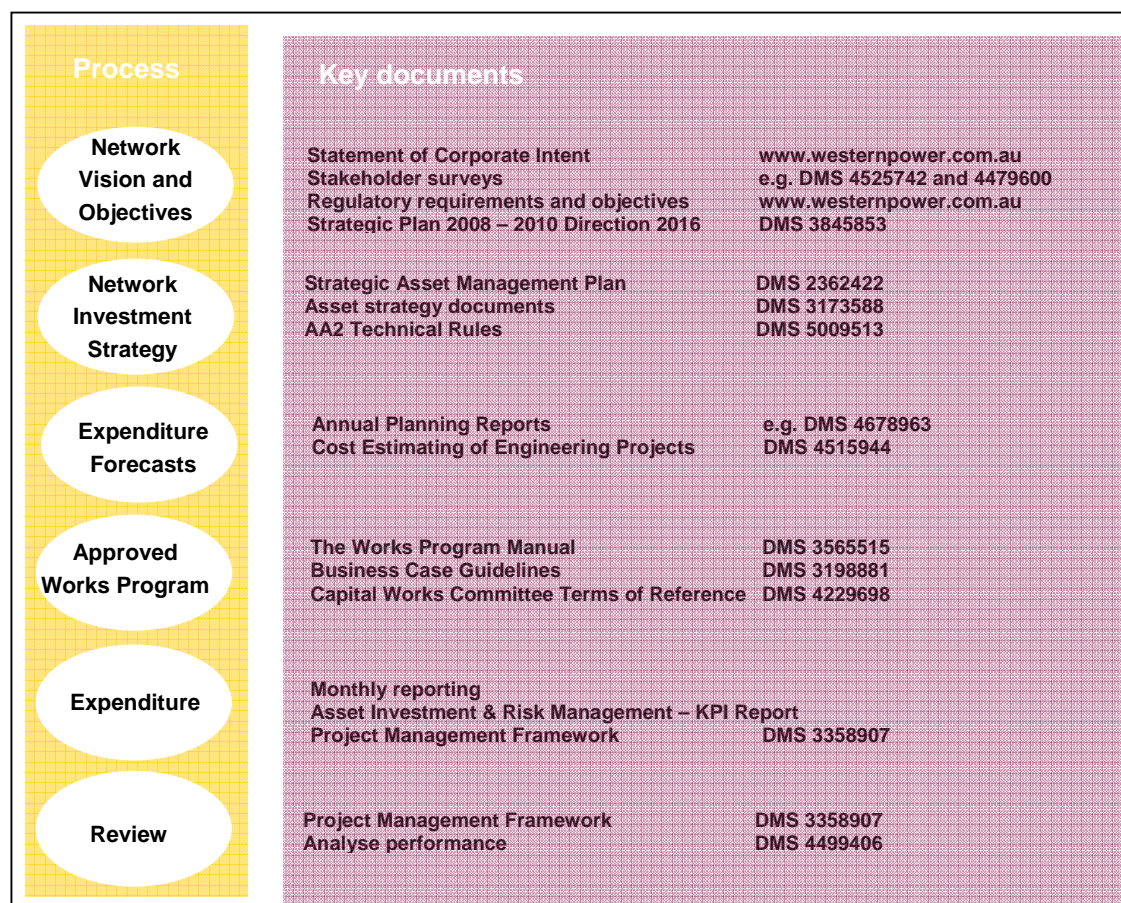 Process
Key documents
Network
Vision and
Objectives
Statement of Corporate Intent www.westernpower.com.au
Stakeholder surveys e.g. DMS 4525742 and 4479600
Regulatory requirements and objectives www.westernpower.com.au
Strategic Plan 2008 – 2010 Direction 2016 DMS 3845853
Network
Investment
Strategy
Strategic Asset Management Plan DMS 2362422
Asset strategy documents DMS 3173588
AA2 Technical Rules DMS 5009513
Expenditure
Forecasts
Annual Planning Reports e.g. DMS 4678963
Cost Estimating of Engineering Projects DMS 4515944
Approved
Works Program
The Works Program Manual DMS 3565515
Business Case Guidelines DMS 3198881
Capital Works Committee Terms of Reference DMS 4229698
Expenditure
Monthly reporting
Asset Investment & Risk Management – KPI Report
Project Management Framework DMS 3358907
Review
Project Management Framework DMS 3358907
Analyse performance DMS 4499406